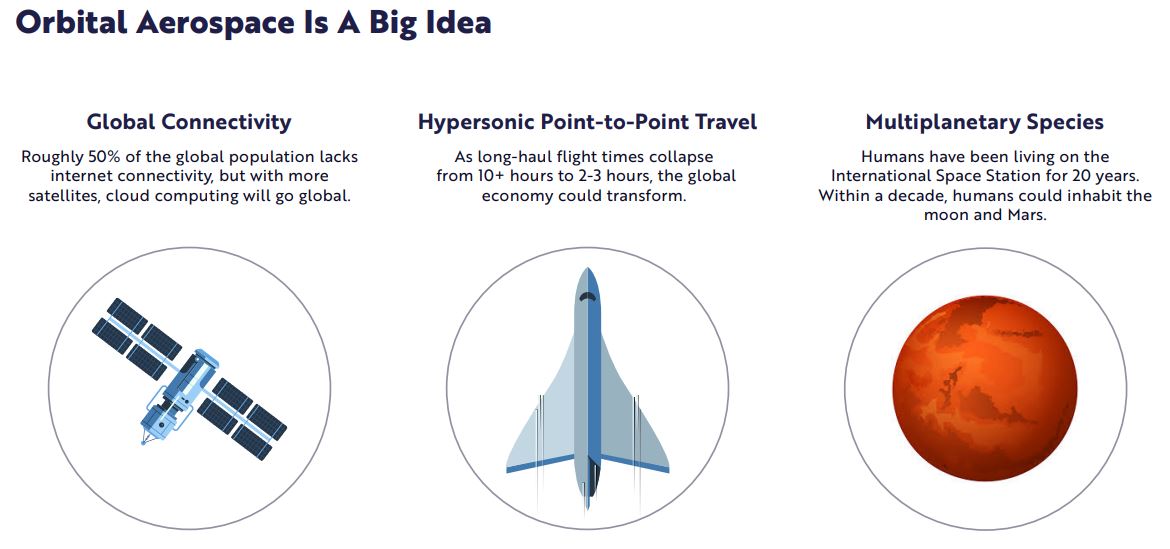 Orbital Aerospace Is A Big Idea
Global Connectivity
Roughly 50% of the global population lacks
internet connectivity, but with more
satellites, cloud computing will go global.
Hypersonic Point-to-Point Travel
As long-haul flight times collapse
from 10+ hours to 2-3 hours, the global
economy could transform.
Multiplanetary Species
Humans have been living on the
International Space Station for 20 years.
Within a decade, humans could inhabit the
moon and Mars.